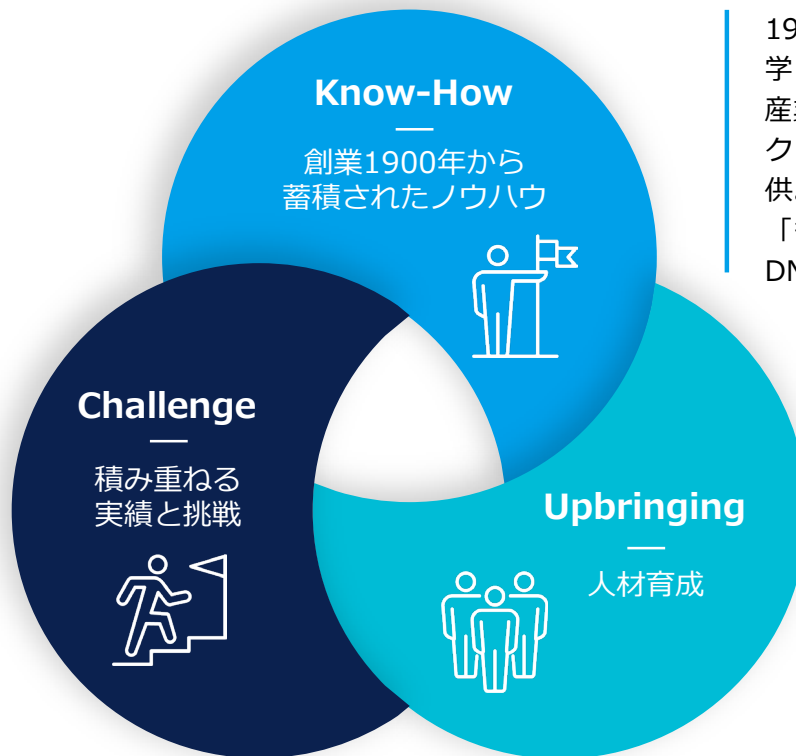 Know-How
創業1900年から
蓄積されたノウハウ
Challenge
積み重ねる
実績と挑戦
Upbringing
人材育成
19
学
産
ク
供
「
DN